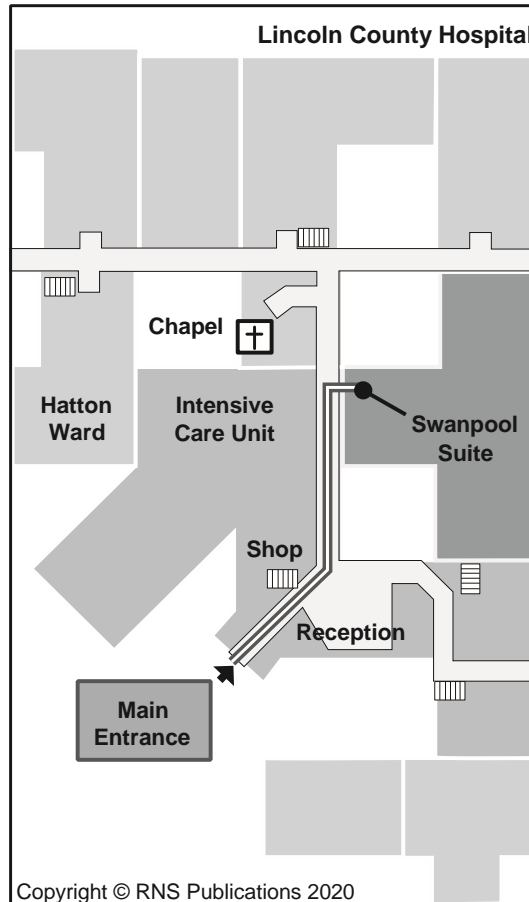 Lincoln County Hospital
Chapel
Hatton
Ward
Intensive
Care Unit
Swanpool
Suite
Shop
Reception
Main
Entrance
Copyright © RNS Publications 2020